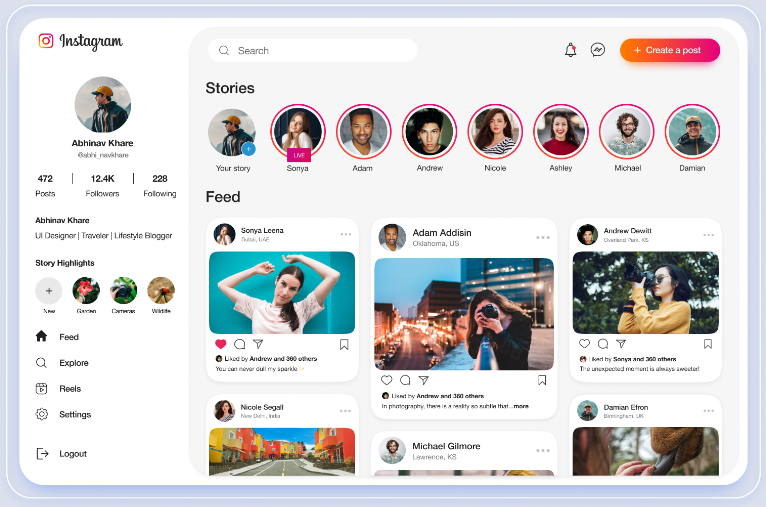 Instagram
Search
+ Create a post
Abhinav Khare
@abhi_navkhare
472
12.4K
228
Posts
Followers
Following
Abhinav Khare
UI Designer | Traveler | Lifestyle Blogger
Story Highlights
+
New
Garden
Cameras
Wildlife
Feed
Explore
Reels
Settings
Logout
Stories
LIVE
Your story
Sonya
Adam
Andrew
Nicole
Ashley
Michael
Damian
Feed
Sonya Leena
Dubai, UAE
Liked by Andrew and 360 others
You can never dull my sparkle ✨
Nicole Segall
New Delhi, India
Adam Addisin
Oklahoma, US
Liked by Andrew and 360 others
In photography, there is a reality so subtle that...more
Michael Gilmore
Lawrence, KS
Andrew Dewitt
Overland Park, KS
Liked by Sonya and 360 others
The unexpected moment is always sweeter!
Damian Efron
Birmingham, UK